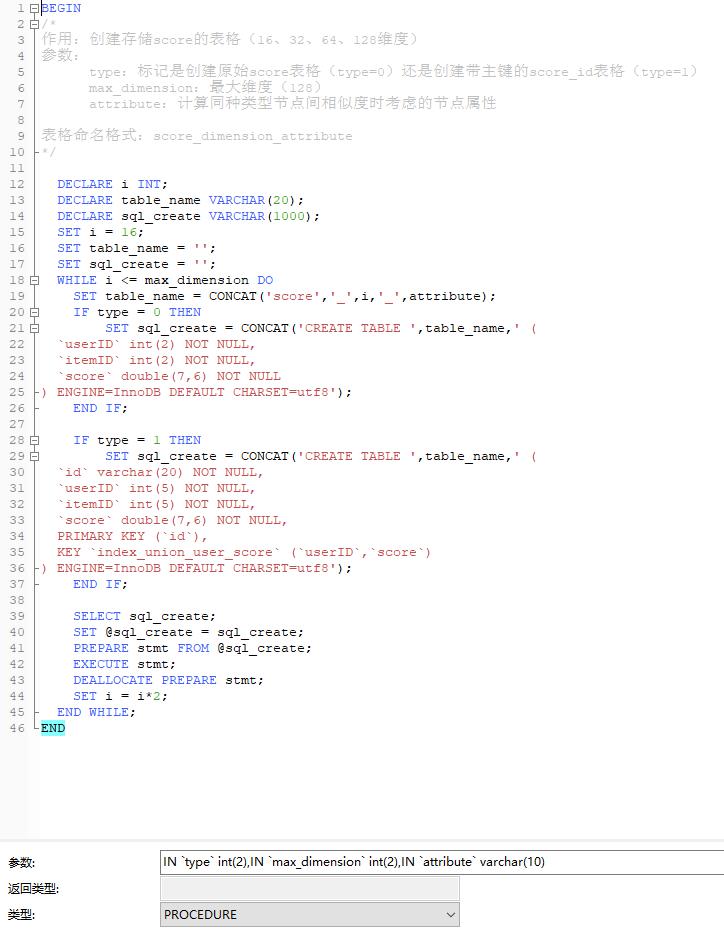 1 BEGIN
2 /*
3 作用: 创建存储score的表格（16、32、64、128维度）
4 参数:
5 type: 标记是创建原始score表格（type=0）还是创建带主键的score_id表格（type=1）
6 max_dimension: 最大维度（128）
7 attribute: 计算同种类型节点间相似度时考虑的节点属性
8
9 表格命名格式: score_dimension_attribute
10 */
11
12 DECLARE i INT;
13 DECLARE table_name VARCHAR(20);
14 DECLARE sql_create VARCHAR(1000);
15 SET i = 16;
16 SET table_name = '';
17 SET sql_create = '';
18 WHILE i <= max_dimension DO
19 SET table_name = CONCAT('score','_',i,'_',attribute);
20 IF type = 0 THEN
21 SET sql_create = CONCAT('CREATE TABLE ',table_name,' (
22 `userID` int(2) NOT NULL,
23 `itemID` int(2) NOT NULL,
24 `score` double(7,6) NOT NULL
25 ) ENGINE=InnoDB DEFAULT CHARSET=utf8');
26 END IF;
27
28 IF type = 1 THEN
29 SET sql_create = CONCAT('CREATE TABLE ',table_name,' (
30 `id` varchar(20) NOT NULL,
31 `userID` int(5) NOT NULL,
32 `itemID` int(5) NOT NULL,
33 `score` double(7,6) NOT NULL,
34 PRIMARY KEY (`id`),
35 KEY `index_union_user_score` (`userID`,`score`)
36 ) ENGINE=InnoDB DEFAULT CHARSET=utf8');
37 END IF;
38
39 SELECT sql_create;
40 SET @sql_create = sql_create;
41 PREPARE stmt FROM @sql_create;
42 EXECUTE stmt;
43 DEALLOCATE PREPARE stmt;
44 SET i = i*2;
45 END WHILE;
46 END
参数: IN `type` int(2),IN `max_dimension` int(2),IN `attribute` varchar(10)
返回类型:
类型: PROCEDURE